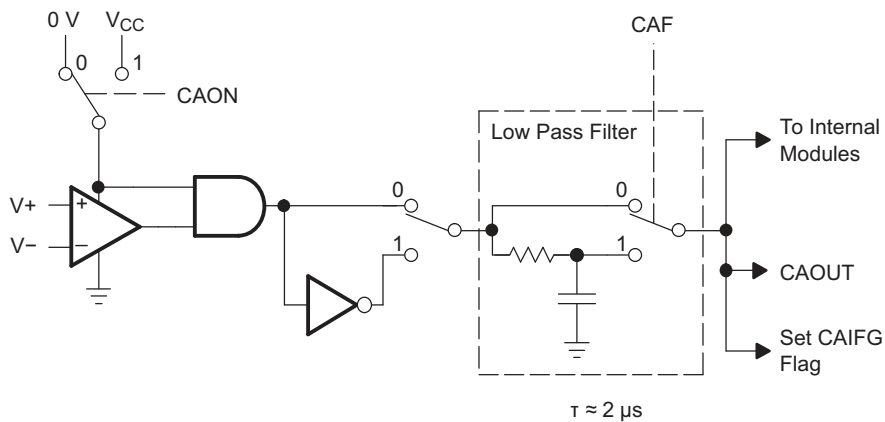 0 V
V_CC
CAF
0
1
CAON
Low Pass Filter
To Internal
Modules
0
0
V+
+
V−
−
1
1
CAOUT
Set CAIFG
Flag
τ ≈ 2 μs